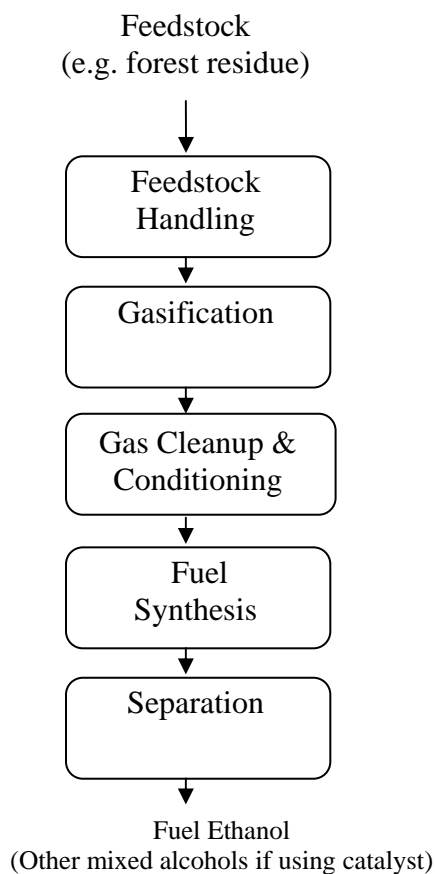 Feedstock
(e.g. forest residue)
Feedstock
Handling
Gasification
Gas Cleanup &
Conditioning
Fuel
Synthesis
Separation
Fuel Ethanol
(Other mixed alcohols if using catalyst)